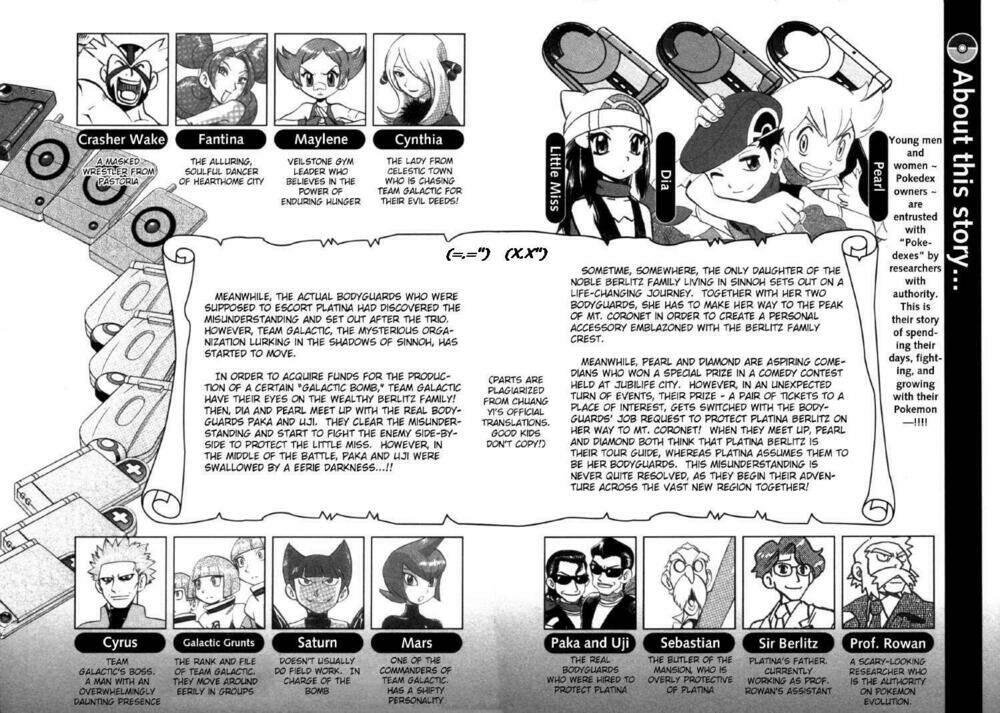 About this story...
Young men
and
women ~
Pokedex
owners ~
are
entrusted
with
"Poke-
dexes" by
researchers
with
authority.
This is
their story
of spend-
ing their
days, fight-
ing, and
growing
with their
Pokemon
—!!!!
Pearl
Dia
Little Miss
Crasher Wake
A MASKED
WRESTLER FROM
PASTORIA
Fantina
THE ALLURING,
SOULFUL DANCER
OF HEARTHOME CITY
Maylene
VEILSTONE GYM
LEADER WHO
BELIEVES IN THE
POWER OF
ENDURING HUNGER
Cynthia
THE LADY FROM
CELESTIC TOWN
WHO IS CHASING
TEAM GALACTIC FOR
THEIR EVIL DEEDS!
(=,=") (X,X")
SOMETIME, SOMEWHERE, THE ONLY DAUGHTER OF THE
NOBLE BERLITZ FAMILY LIVING IN SINNOH SETS OUT ON A
LIFE-CHANGING JOURNEY. TOGETHER WITH HER TWO
BODYGUARDS, SHE HAS TO MAKE HER WAY TO THE PEAK
OF MT. CORONET IN ORDER TO CREATE A PERSONAL
ACCESSORY EMBLAZONED WITH THE BERLITZ FAMILY
CREST.
MEANWHILE, PEARL AND DIAMOND ARE ASPIRING COME-
DIANS WHO WON A SPECIAL PRIZE IN A COMEDY CONTEST
HELD AT JUBILIFE CITY. HOWEVER, IN AN UNEXPECTED
TURN OF EVENTS, THEIR PRIZE - A PAIR OF TICKETS TO A
PLACE OF INTEREST, GETS SWITCHED WITH THE BODY-
GUARDS' JOB REQUEST TO PROTECT PLATINA BERLITZ ON
HER WAY TO MT. CORONET! WHEN THEY MEET UP, PEARL
AND DIAMOND BOTH THINK THAT PLATINA BERLITZ IS
THEIR TOUR GUIDE, WHEREAS PLATINA ASSUMES THEM TO
BE HER BODYGUARDS. THIS MISUNDERSTANDING IS
NEVER QUITE RESOLVED, AS THEY BEGIN THEIR ADVEN-
TURE ACROSS THE VAST NEW REGION TOGETHER!
(PARTS ARE
PLAGIARIZED
FROM CHUANG
YI'S OFFICIAL
TRANSLATIONS.
GOOD KIDS
DON'T COPY!)
MEANWHILE, THE ACTUAL BODYGUARDS WHO WERE
SUPPOSED TO ESCORT PLATINA HAD DISCOVERED THE
MISUNDERSTANDING AND SET OUT AFTER THE TRIO.
HOWEVER, TEAM GALACTIC, THE MYSTERIOUS ORGA-
NIZATION LURKING IN THE SHADOWS OF SINNOH, HAS
STARTED TO MOVE.
IN ORDER TO ACQUIRE FUNDS FOR THE PRODUC-
TION OF A CERTAIN "GALACTIC BOMB," TEAM GALACTIC
HAVE THEIR EYES ON THE WEALTHY BERLITZ FAMILY!
THEN, DIA AND PEARL MEET UP WITH THE REAL BODY-
GUARDS PAKA AND UJI. THEY CLEAR THE MISUNDER-
STANDING AND START TO FIGHT THE ENEMY SIDE-BY-
SIDE TO PROTECT THE LITTLE MISS. HOWEVER, IN
THE MIDDLE OF THE BATTLE, PAKA AND UJI WERE
SWALLOWED BY A EERIE DARKNESS...!!
Cyrus
TEAM
GALACTIC'S BOSS.
A MAN WITH AN
OVERWHELMINGLY
DAUNTING PRESENCE
Galactic Grunts
THE RANK AND FILE
OF TEAM GALACTIC.
THEY MOVE AROUND
EERILY IN GROUPS
Saturn
DOESN'T USUALLY
DO FIELD WORK. IN
CHARGE OF THE
BOMB
Mars
ONE OF THE
COMMANDERS OF
TEAM GALACTIC.
HAS A SHIFTY
PERSONALITY
Paka and Uji
THE REAL
BODYGUARDS
WHO WERE HIRED TO
PROTECT PLATINA
Sebastian
THE BUTLER OF THE
MANSION, WHO IS
OVERLY PROTECTIVE
OF PLATINA
Sir Berlitz
PLATINA'S FATHER.
CURRENTLY
WORKING AS PROF.
ROWAN'S ASSISTANT
Prof. Rowan
A SCARY-LOOKING
RESEARCHER WHO
IS THE AUTHORITY
ON POKEMON
EVOLUTION.